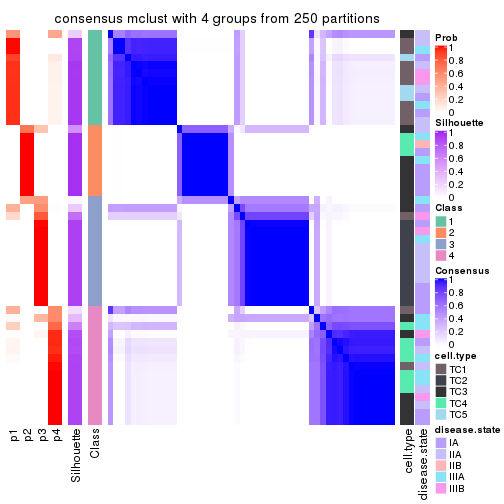 consensus mclust with 4 groups from 250 partitions
Prob
1
0.8
0.6
0.4
0.2
0
Silhouette
1
0.8
0.6
0.4
0.2
0
Class
1
2
3
4
Consensus
1
0.8
0.6
0.4
0.2
0
cell.type
TC1
TC2
TC3
TC4
TC5
disease.state
IA
IIA
IIB
IIIA
IIIB
p1
p2
p3
p4
Silhouette
Class
cell.type
disease.state